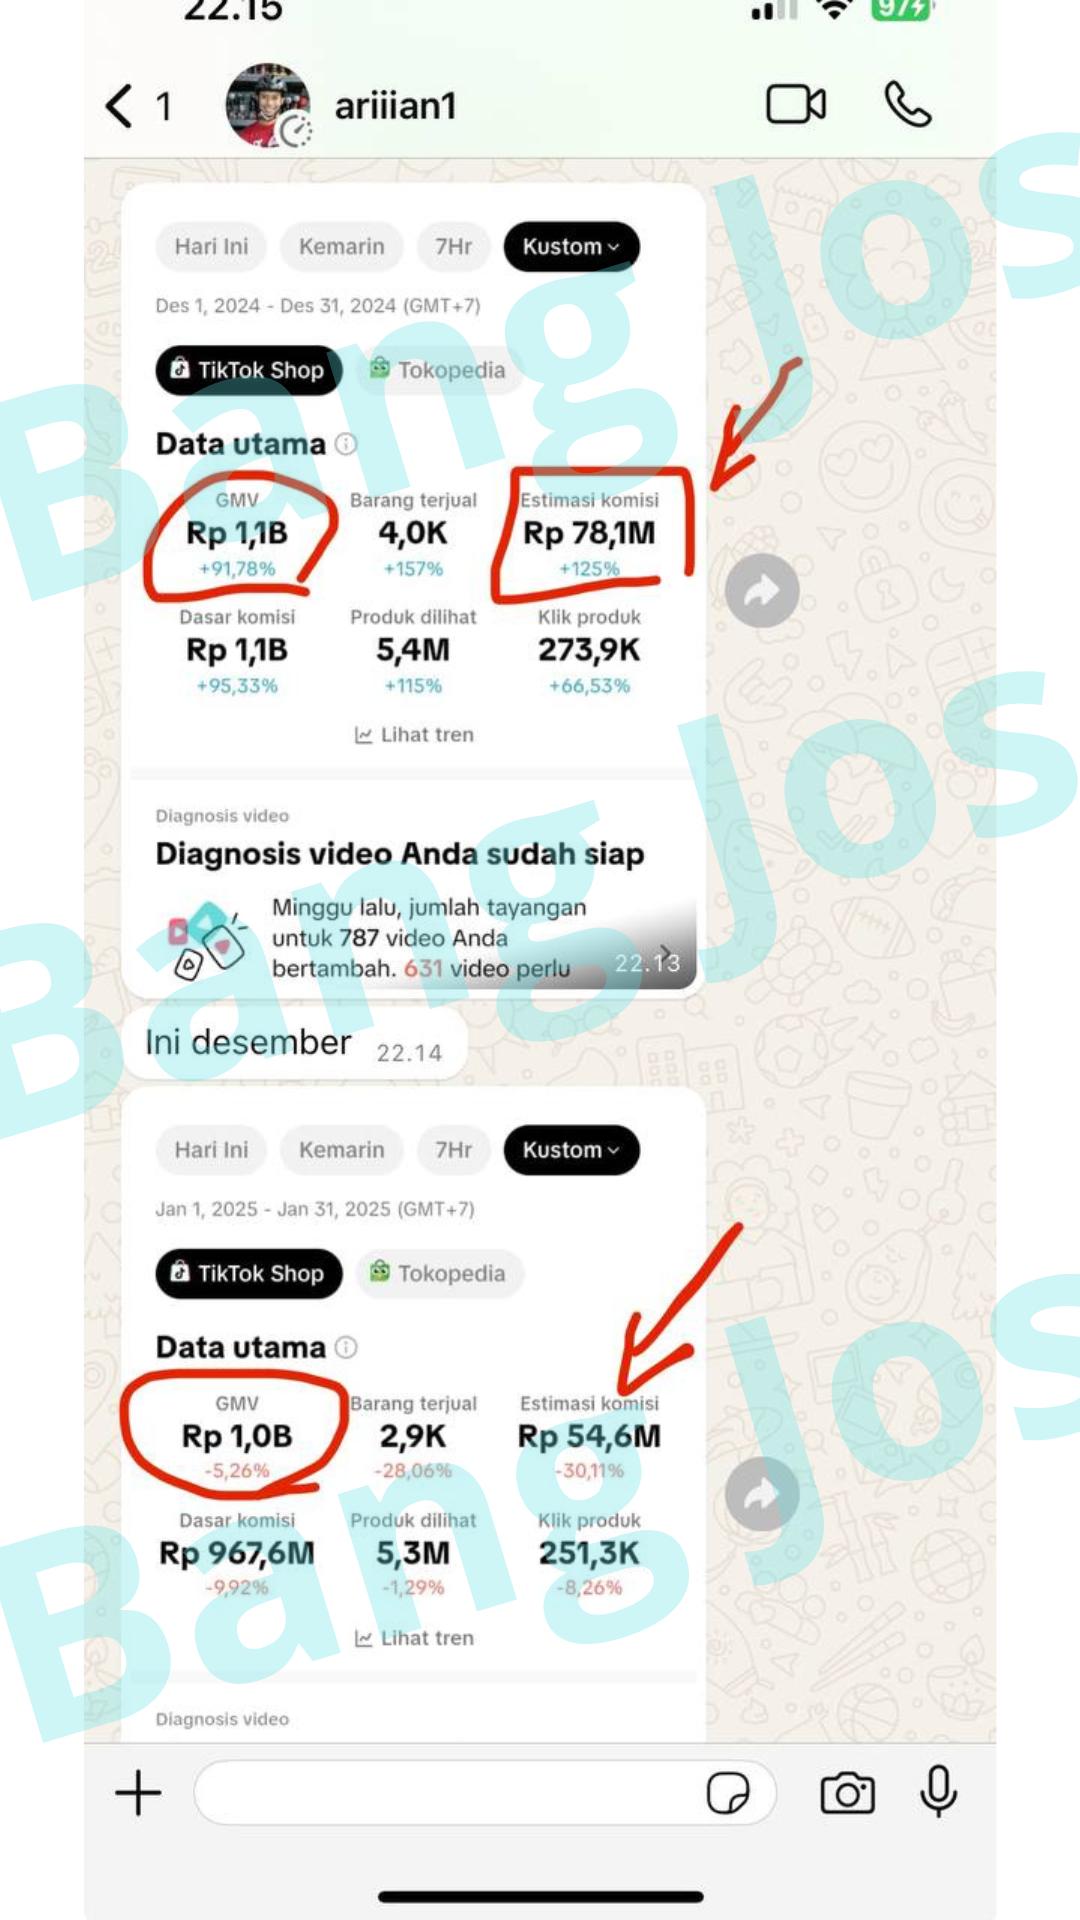 22.15
97
1
ariiian1
Hari Ini Kemarin 7Hr Kustom
Des 1, 2024 - Des 31, 2024 (GMT+7)
TikTok Shop Tokopedia
Data utama
GMV Barang terjual Estimasi komisi
Rp 1,1B 4,0K Rp 78,1M
+91,78% +157% +125%
Dasar komisi Produk dilihat Klik produk
Rp 1,1B 5,4M 273,9K
+95,33% +115% +66,53%
Lihat tren
Diagnosis video
Diagnosis video Anda sudah siap
Minggu lalu, jumlah tayangan
untuk 787 video Anda
bertambah. 631 video perlu
22.13
Ini desember 22.14
Hari Ini Kemarin 7Hr Kustom
Jan 1, 2025 - Jan 31, 2025 (GMT+7)
TikTok Shop Tokopedia
Data utama
GMV Barang terjual Estimasi komisi
Rp 1,0B 2,9K Rp 54,6M
-5,26% -28,06% -30,11%
Dasar komisi Produk dilihat Klik produk
Rp 967,6M 5,3M 251,3K
-9,92% -1,29% -8,26%
Lihat tren
Diagnosis video
Bang Jos
Bang Jos
Bang Jos